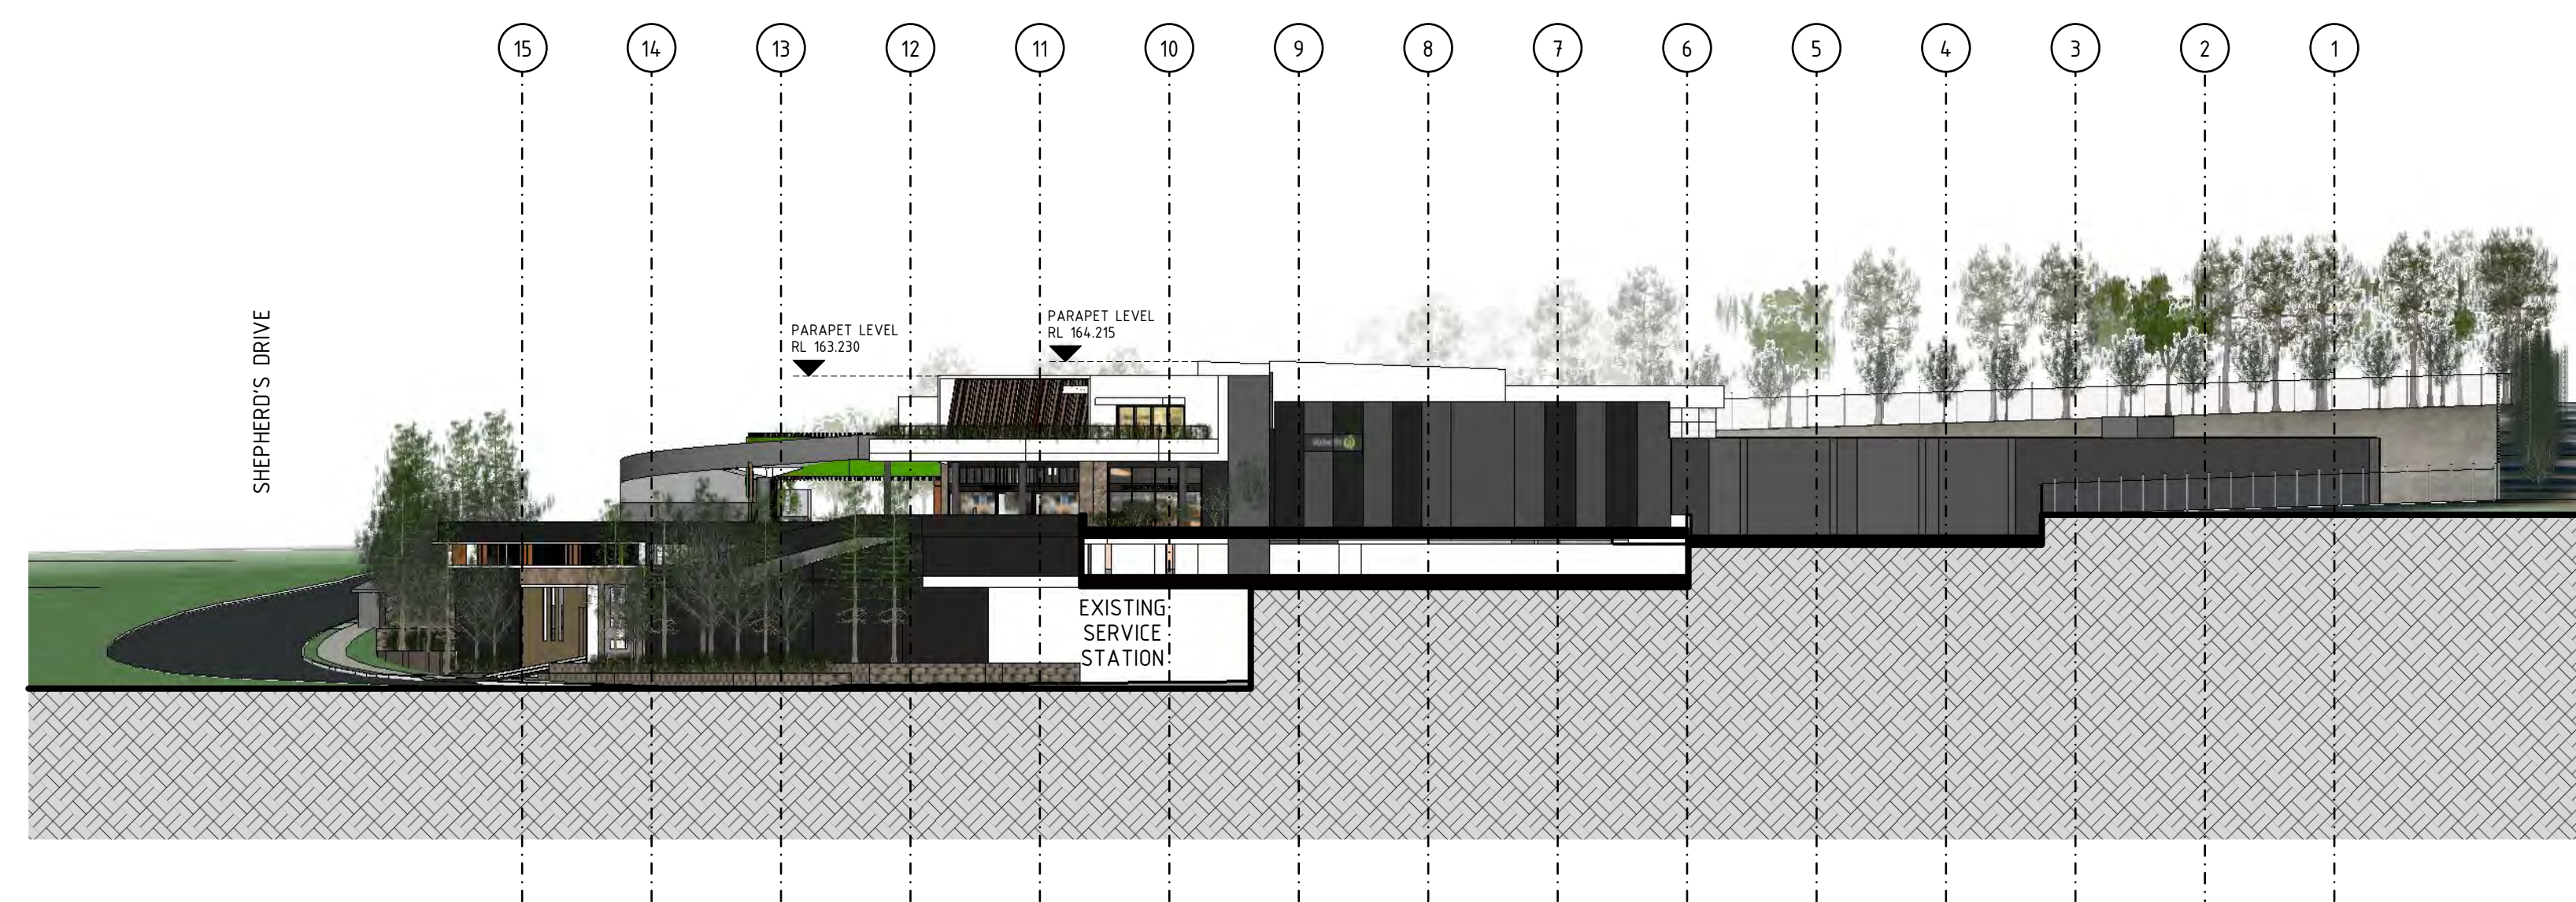 15 14 13 12 11 10 9 8 7 6 5 4 3 2 1
SHEPHERD'S DRIVE
PARAPET LEVEL
RL 163.230
PARAPET LEVEL
RL 164.215
EXISTING
SERVICE
STATION